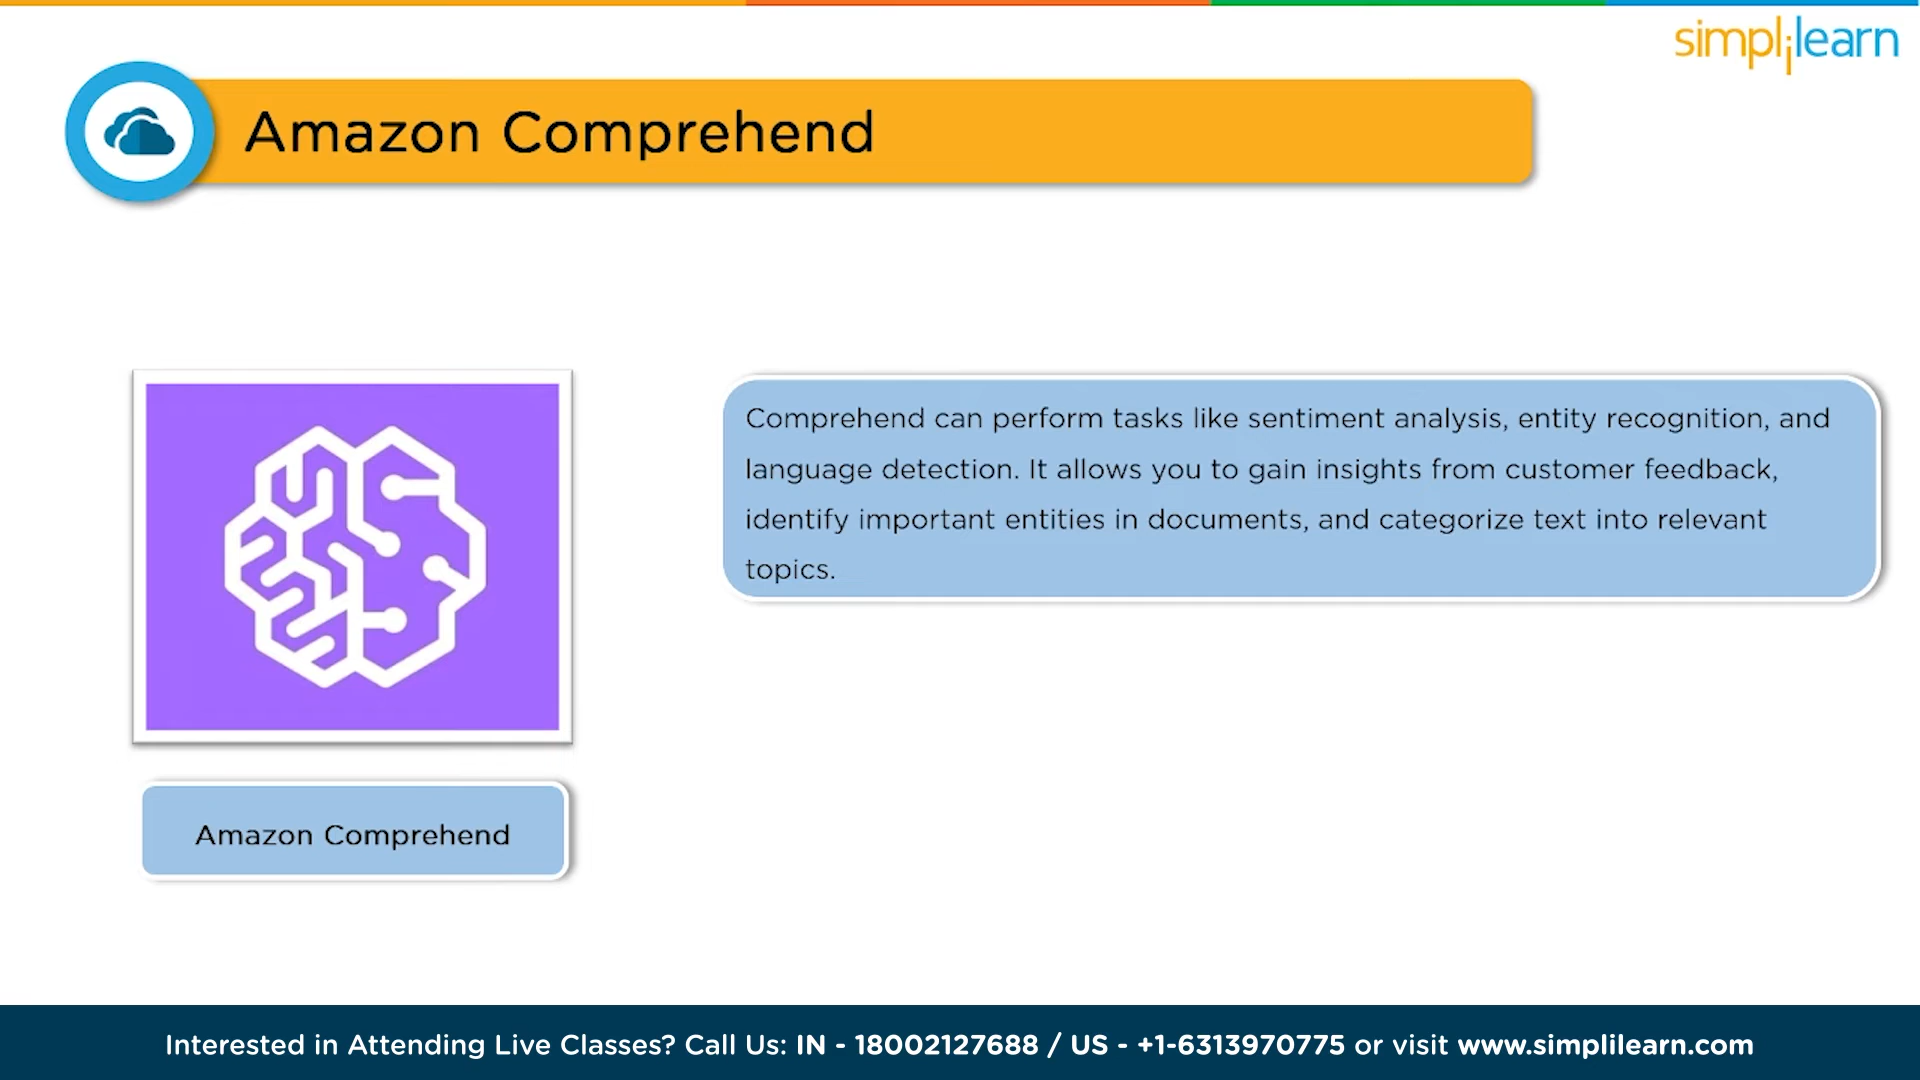 simplilearn
Amazon Comprehend
Comprehend can perform tasks like sentiment analysis, entity recognition, and
language detection. It allows you to gain insights from customer feedback,
identify important entities in documents, and categorize text into relevant
topics.
Amazon Comprehend
Interested in Attending Live Classes? Call Us: IN - 18002127688 / US - +1-6313970775 or visit www.simplilearn.com